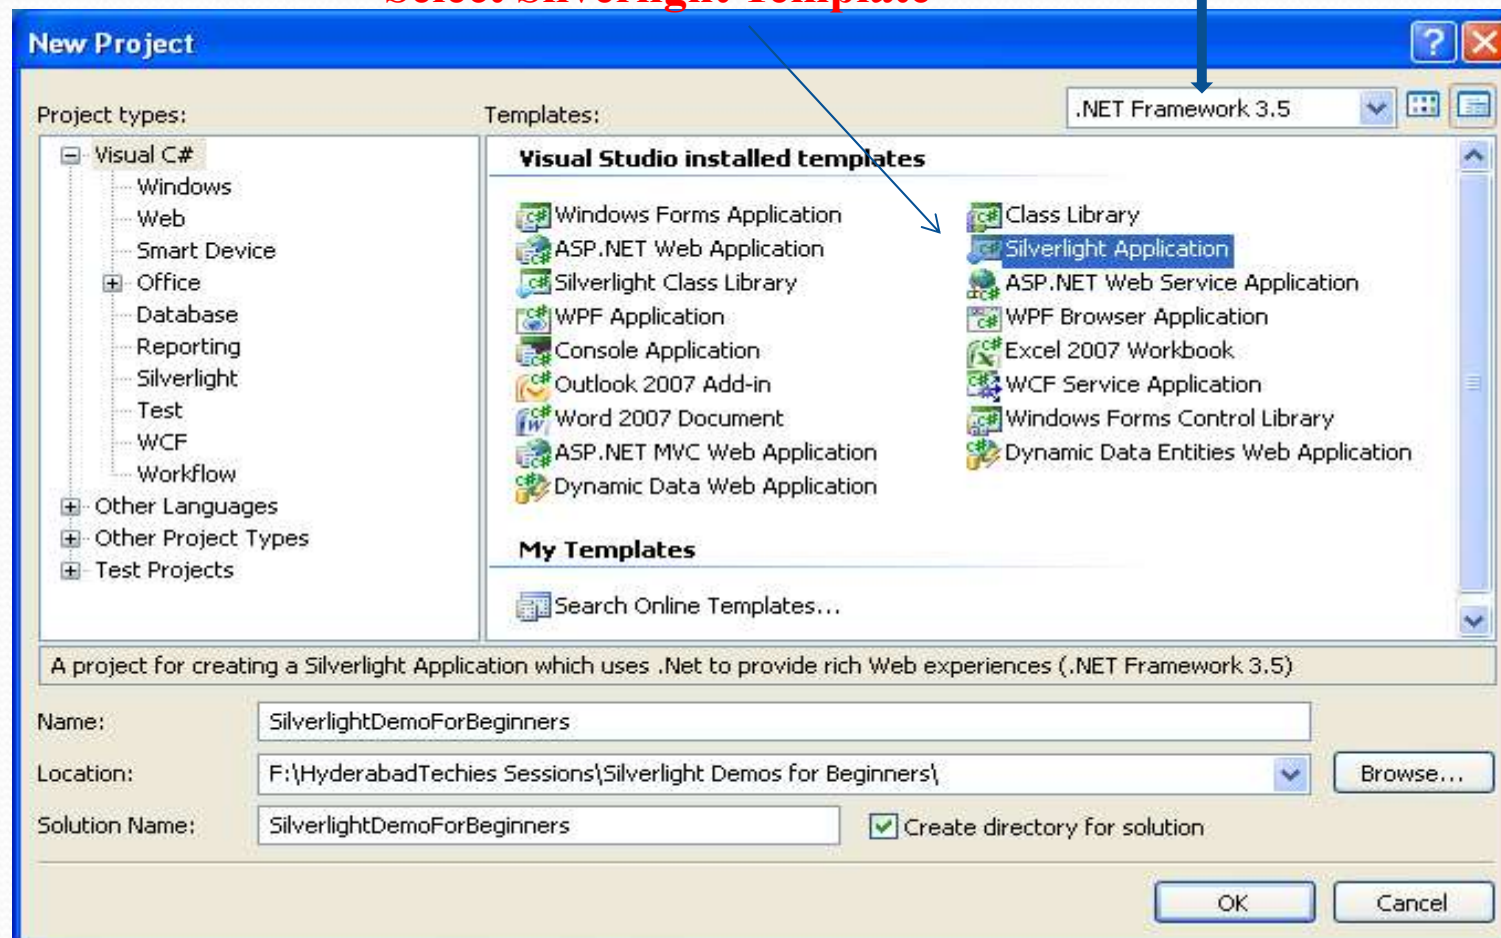 Select Silverlight Template
New Project
Project types:
Templates:
.NET Framework 3.5
Visual C#
Windows
Web
Smart Device
Office
Database
Reporting
Silverlight
Test
WCF
Workflow
Other Languages
Other Project Types
Test Projects
Visual Studio installed templates
Windows Forms Application
Class Library
ASP.NET Web Application
Silverlight Application
Silverlight Class Library
ASP.NET Web Service Application
WPF Application
WPF Browser Application
Console Application
Excel 2007 Workbook
Outlook 2007 Add-in
WCF Service Application
Word 2007 Document
Windows Forms Control Library
ASP.NET MVC Web Application
Dynamic Data Entities Web Application
Dynamic Data Web Application
My Templates
Search Online Templates...
A project for creating a Silverlight Application which uses .Net to provide rich Web experiences (.NET Framework 3.5)
Name:
SilverlightDemoForBeginners
Location:
F:\HyderabadTechies Sessions\Silverlight Demos for Beginners\
Browse...
Solution Name:
SilverlightDemoForBeginners
Create directory for solution
OK
Cancel